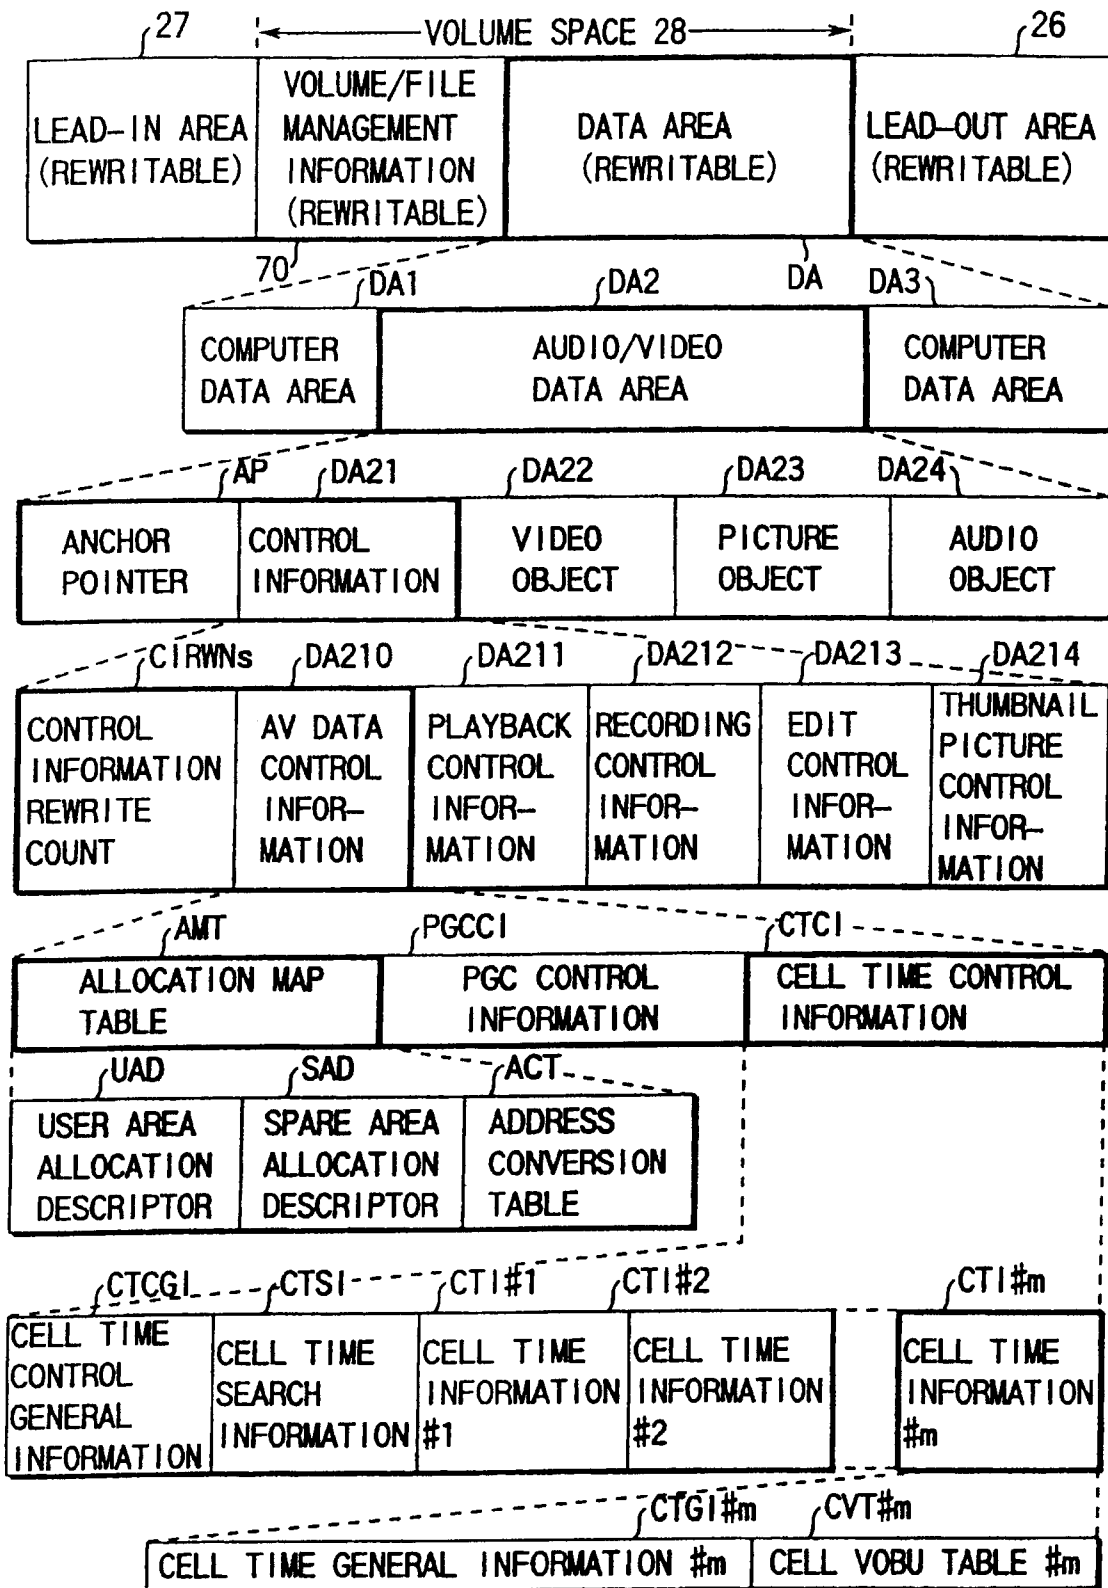 27
VOLUME SPACE 28
26
LEAD-IN AREA
(REWRITABLE)
VOLUME/FILE
MANAGEMENT
INFORMATION
(REWRITABLE)
DATA AREA
(REWRITABLE)
LEAD-OUT AREA
(REWRITABLE)
70
DA1
DA2
DA
DA3
COMPUTER
DATA AREA
AUDIO/VIDEO
DATA AREA
COMPUTER
DATA AREA
AP
DA21
DA22
DA23
DA24
ANCHOR
POINTER
CONTROL
INFORMATION
VIDEO
OBJECT
PICTURE
OBJECT
AUDIO
OBJECT
CIRWNs
DA210
DA211
DA212
DA213
DA214
CONTROL
INFORMATION
REWRITE
COUNT
AV DATA
CONTROL
INFOR-
MATION
PLAYBACK
CONTROL
INFOR-
MATION
RECORDING
CONTROL
INFOR-
MATION
EDIT
CONTROL
INFOR-
MATION
THUMBNAIL
PICTURE
CONTROL
INFOR-
MATION
AMT
PGCCI
CTCI
ALLOCATION MAP
TABLE
PGC CONTROL
INFORMATION
CELL TIME CONTROL
INFORMATION
UAD
SAD
ACT
USER AREA
ALLOCATION
DESCRIPTOR
SPARE AREA
ALLOCATION
DESCRIPTOR
ADDRESS
CONVERSION
TABLE
CTCGI
CTSI
CTI#1
CTI#2
CTI#m
CELL TIME
CONTROL
GENERAL
INFORMATION
CELL TIME
SEARCH
INFORMATION
CELL TIME
INFORMATION
#1
CELL TIME
INFORMATION
#2
CELL TIME
INFORMATION
#m
CTGI#m
CVT#m
CELL TIME GENERAL INFORMATION #m
CELL VOBU TABLE #m